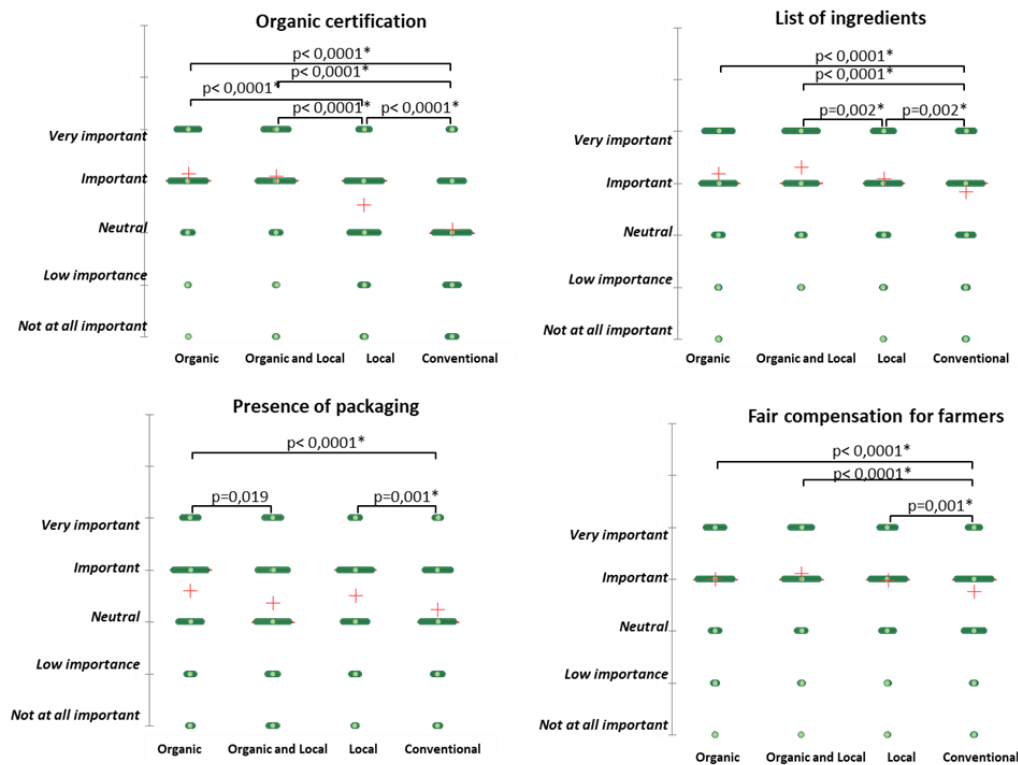 Organic certification
p< 0,0001*
p< 0,0001*
p< 0,0001*
p< 0,0001*
p< 0,0001*
Very important
Important
Neutral
Low importance
Not at all important
Organic
Organic and Local
Local
Conventional
List of ingredients
p< 0,0001*
p< 0,0001*
p=0,002*
p=0,002*
Very important
Important
Neutral
Low importance
Not at all important
Organic
Organic and Local
Local
Conventional
Presence of packaging
p< 0,0001*
p=0,019
p=0,001*
Very important
Important
Neutral
Low importance
Not at all important
Organic
Organic and Local
Local
Conventional
Fair compensation for farmers
p< 0,0001*
p< 0,0001*
p=0,001*
Very important
Important
Neutral
Low importance
Not at all important
Organic
Organic and Local
Local
Conventional